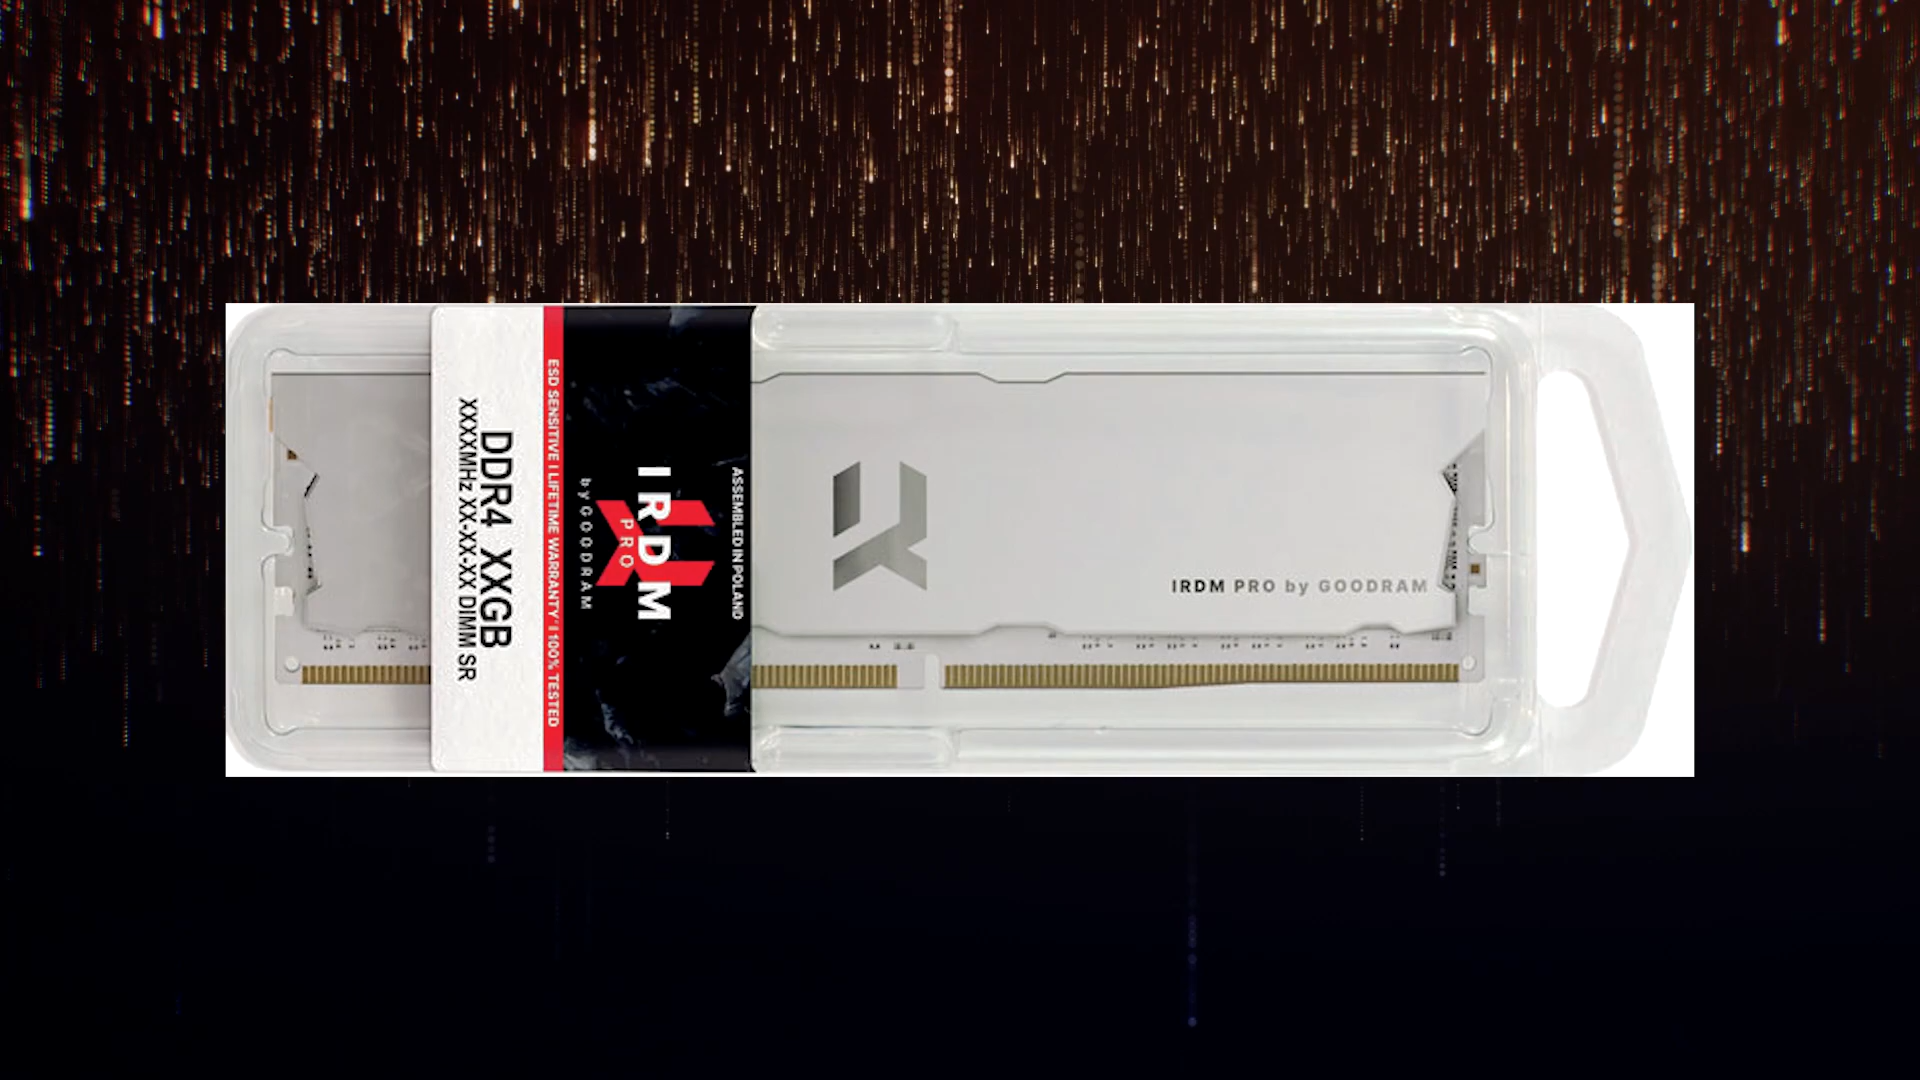 DDR4 XXGB
XXXXMHz XX-XX-XX DIMM SR
ESD SENSITIVE | LIFETIME WARRANTY* | 100% TESTED
IRDM
PRO
by GOODRAM
ASSEMBLED IN POLAND
IRDM PRO by GOODRAM